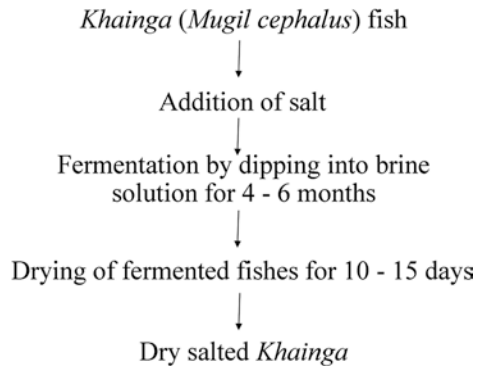 Khainga (Mugil cephalus) fish
Addition of salt
Fermentation by dipping into brine
solution for 4 - 6 months
Drying of fermented fishes for 10 - 15 days
Dry salted Khainga